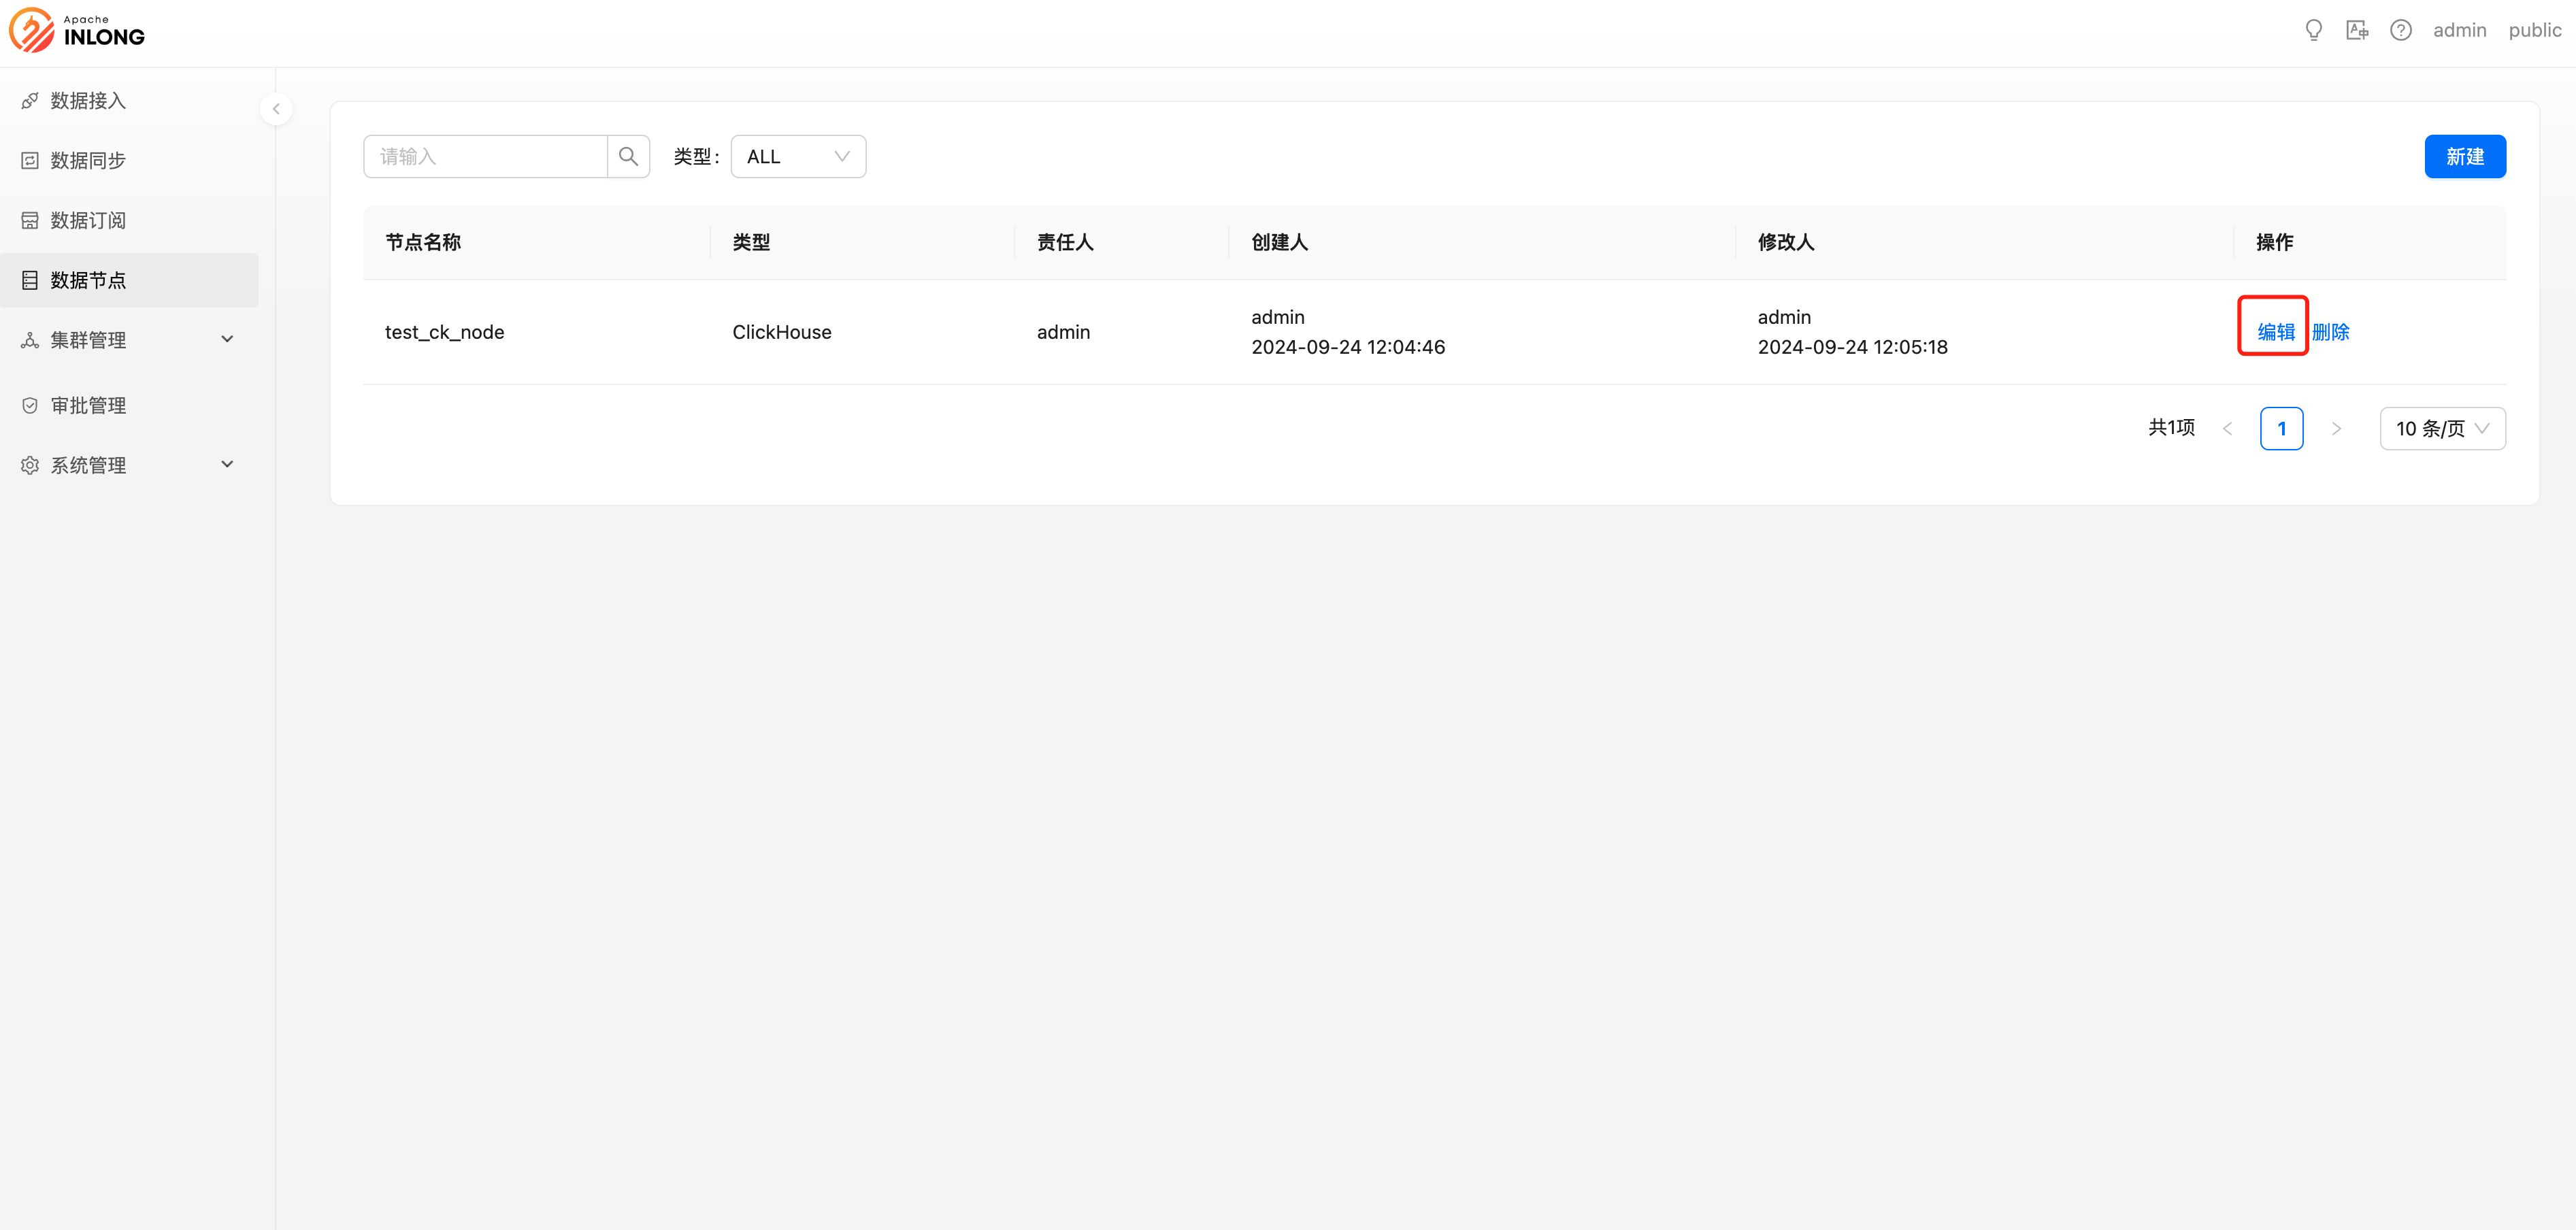 Apache
INLONG
admin
public
数据接入
数据同步
数据订阅
数据节点
集群管理
审批管理
系统管理
请输入
类型：
ALL
新建
节点名称
类型
责任人
创建人
修改人
操作
test_ck_node
ClickHouse
admin
admin
2024-09-24 12:04:46
admin
2024-09-24 12:05:18
编辑
删除
共1项
1
10 条/页